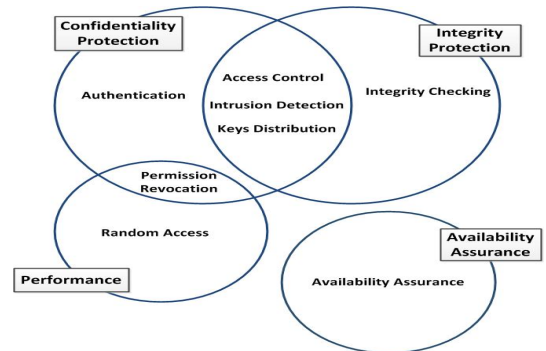 Confidentiality
Protection
Integrity
Protection
Access Control
Authentication
Intrusion Detection
Integrity Checking
Keys Distribution
Permission
Revocation
Random Access
Performance
Availability
Assurance
Availability Assurance